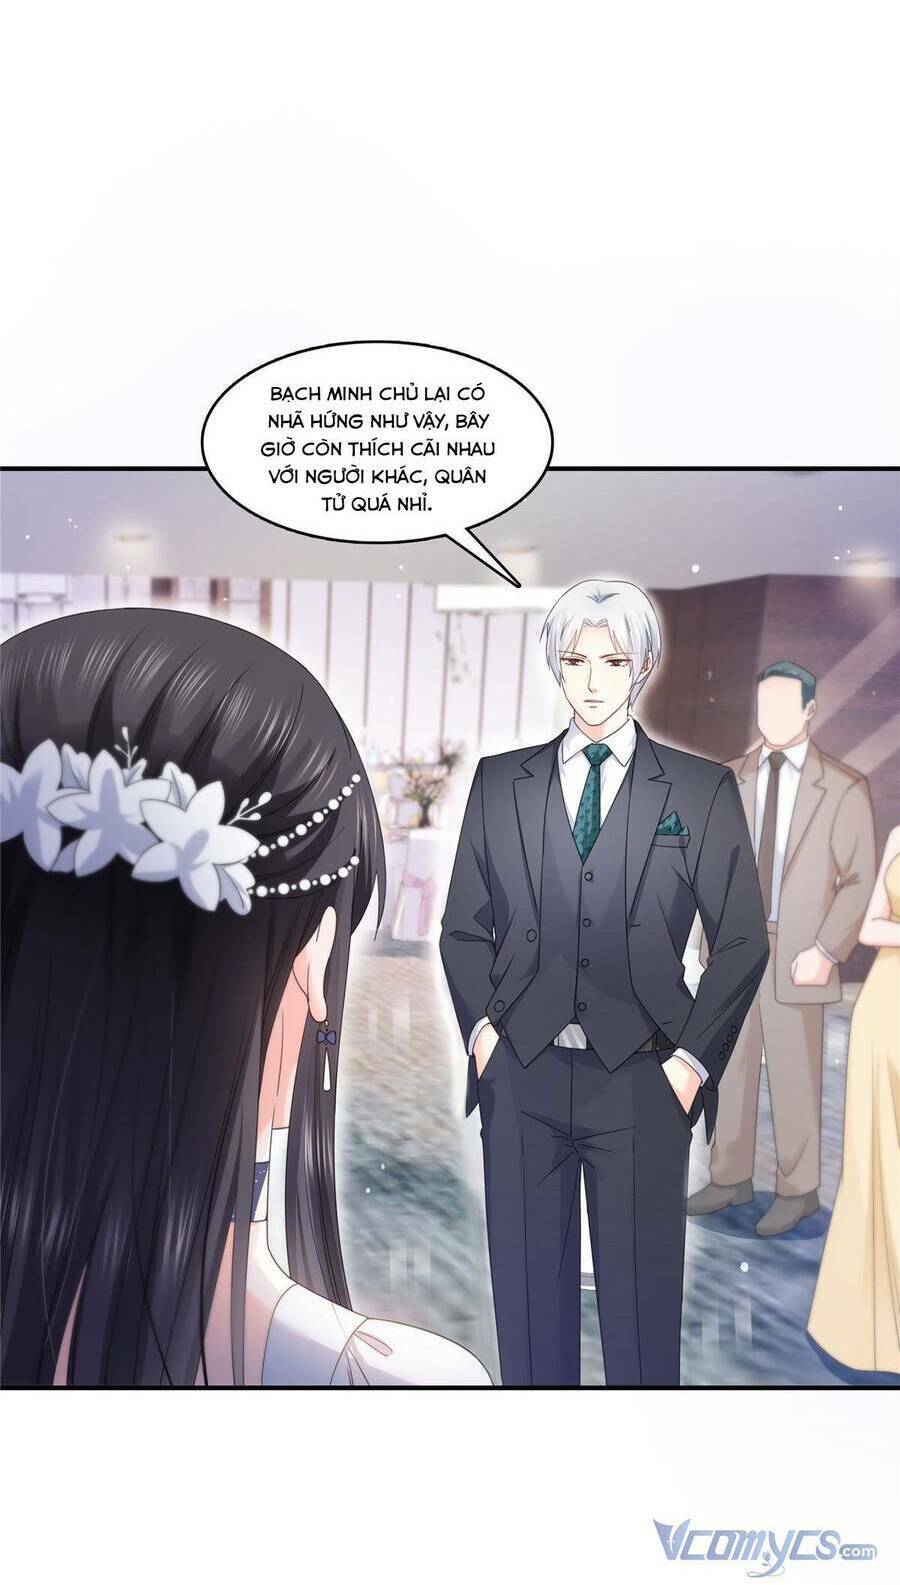 BẠCH MINH CHỦ LẠI CÓ
NHÃ HỨNG NHƯ VẬY, BÂY
GIỜ CÒN THÍCH CÃI NHAU
VỚI NGƯỜI KHÁC, QUÂN
TỬ QUÁ NHỈ.
VCOMYCS.com